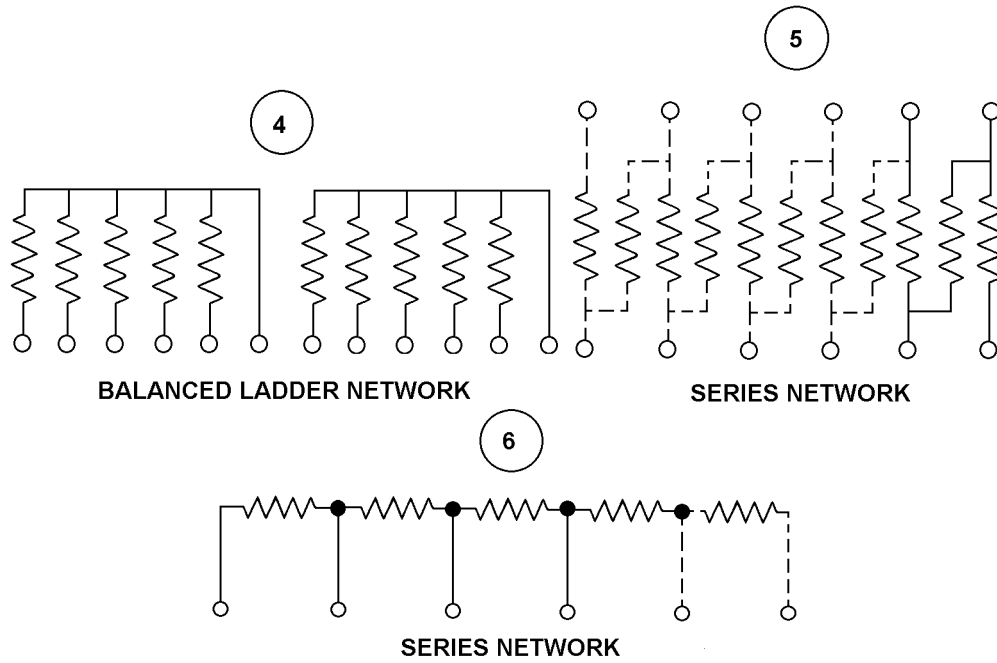 5
4
BALANCED LADDER NETWORK
SERIES NETWORK
6
SERIES NETWORK